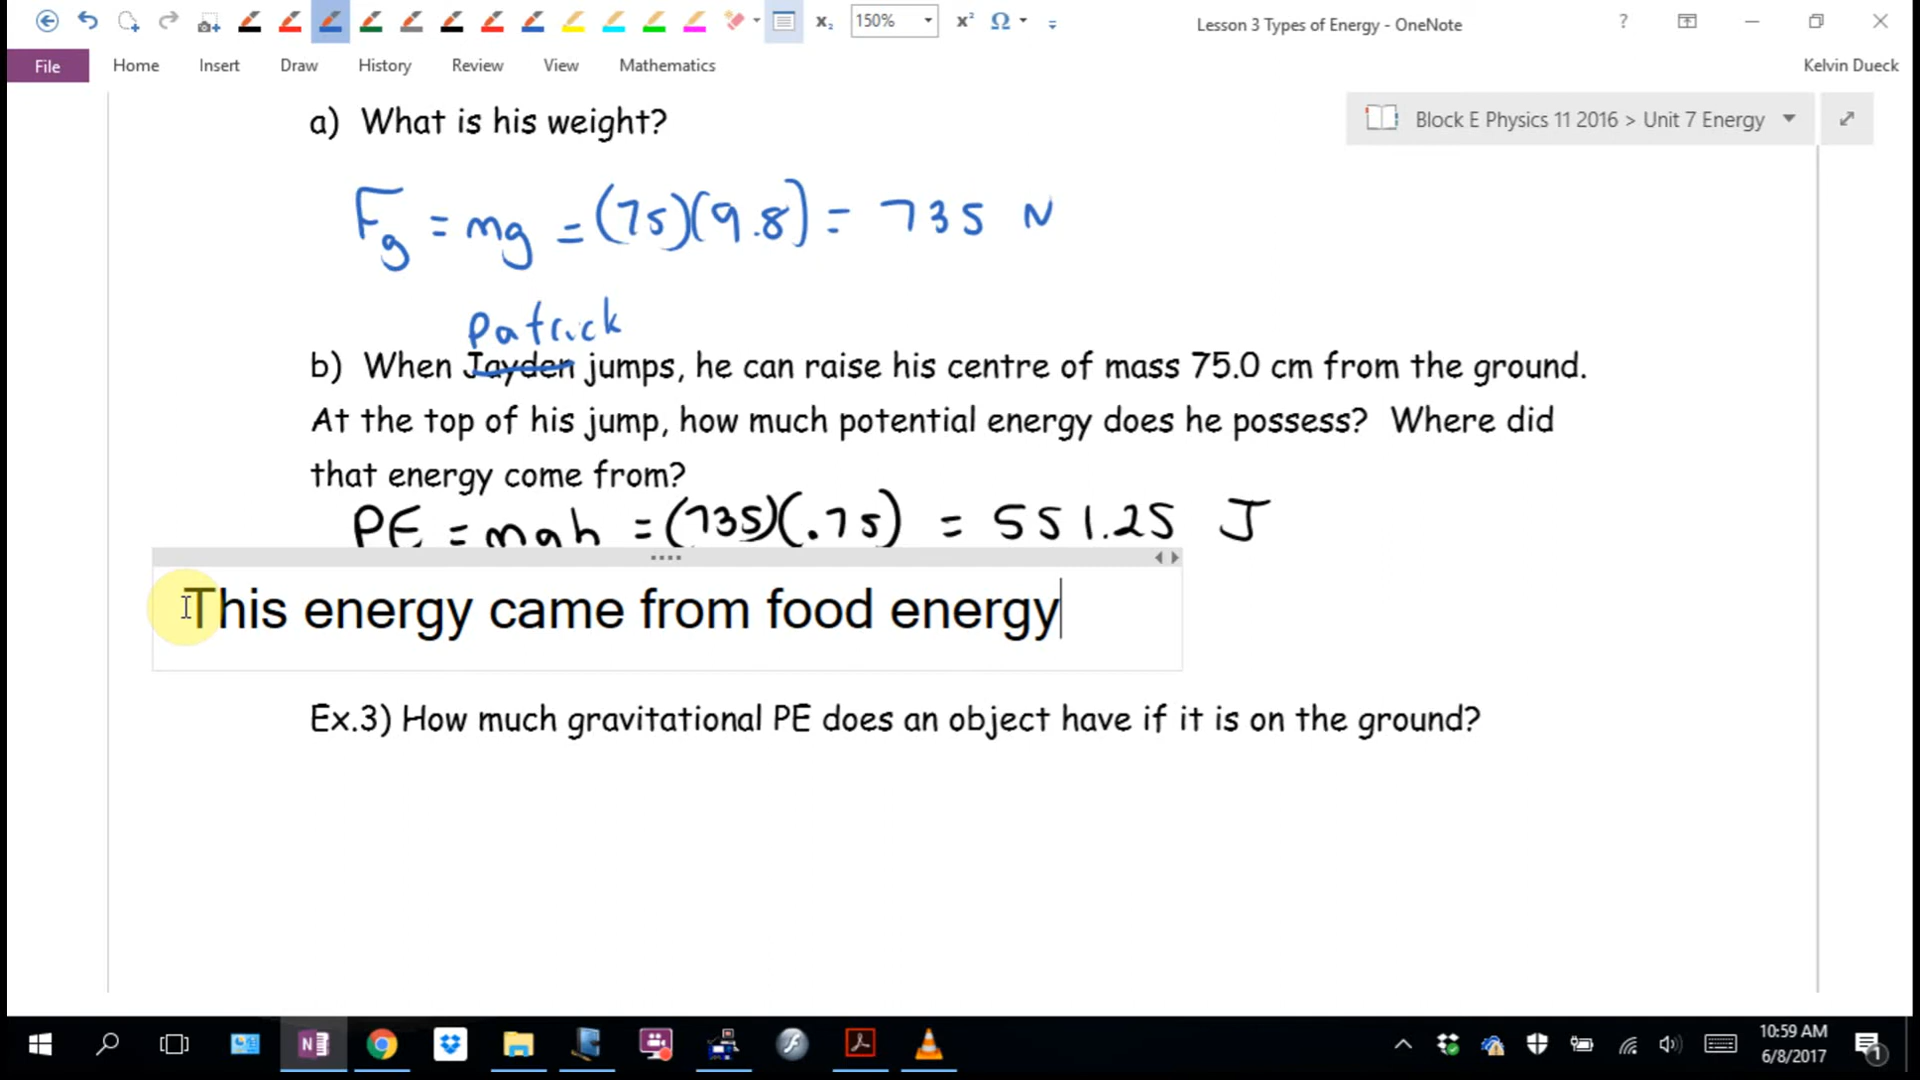 150%
Lesson 3 Types of Energy - OneNote
File
Home
Insert
Draw
History
Review
View
Mathematics
Kelvin Dueck
Block E Physics 11 2016 > Unit 7 Energy
a) What is his weight?
Fg = mg = (75)(9.8) = 735 N
Patrick
b) When Jayden jumps, he can raise his centre of mass 75.0 cm from the ground.
At the top of his jump, how much potential energy does he possess? Where did
that energy come from?
PE = mgh = (735)(.75) = 551.25 J
This energy came from food energy
Ex.3) How much gravitational PE does an object have if it is on the ground?
10:59 AM
6/8/2017